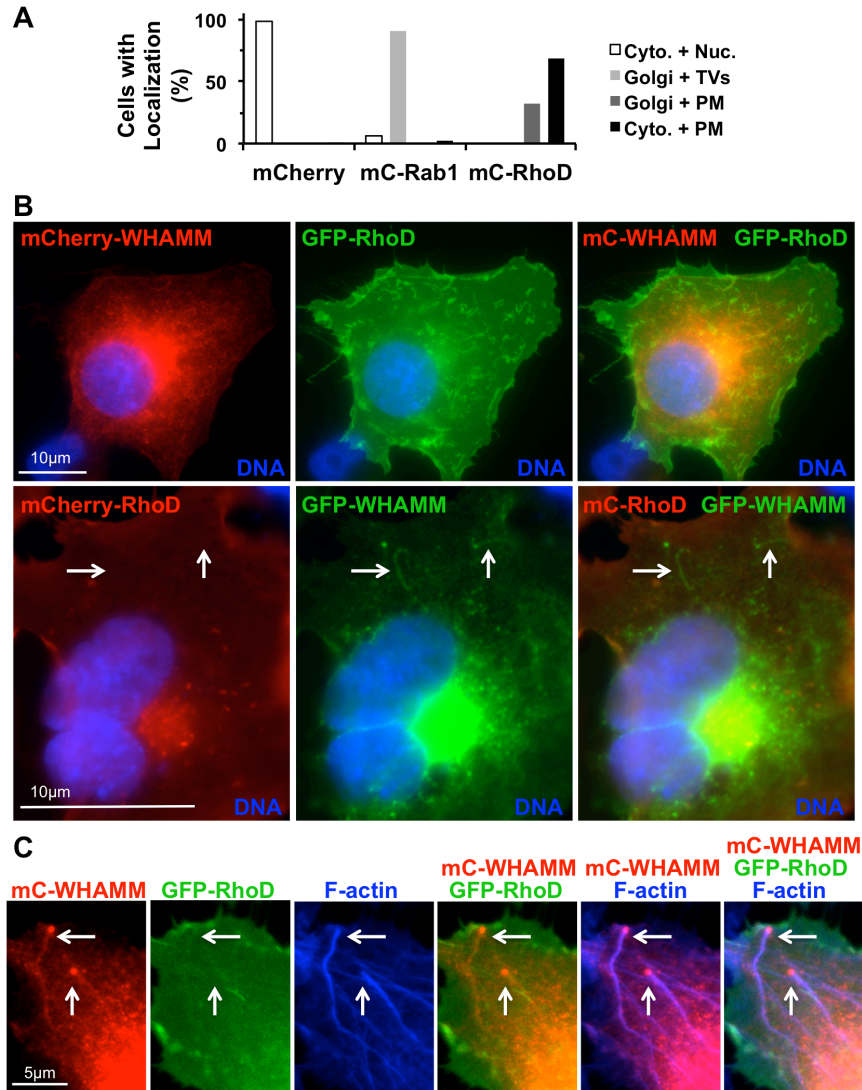 A
Cells with
Localization
(%)
100
50
0
mCherry mC-Rab1 mC-RhoD
Cyto. + Nuc.
Golgi + TVs
Golgi + PM
Cyto. + PM
B
mCherry-WHAMM
10µm
DNA
GFP-RhoD
DNA
mC-WHAMM GFP-RhoD
DNA
mCherry-RhoD
10µm
DNA
GFP-WHAMM
DNA
mC-RhoD GFP-WHAMM
DNA
C
mC-WHAMM
5µm
GFP-RhoD
F-actin
mC-WHAMM
GFP-RhoD
mC-WHAMM
F-actin
mC-WHAMM
GFP-RhoD
F-actin